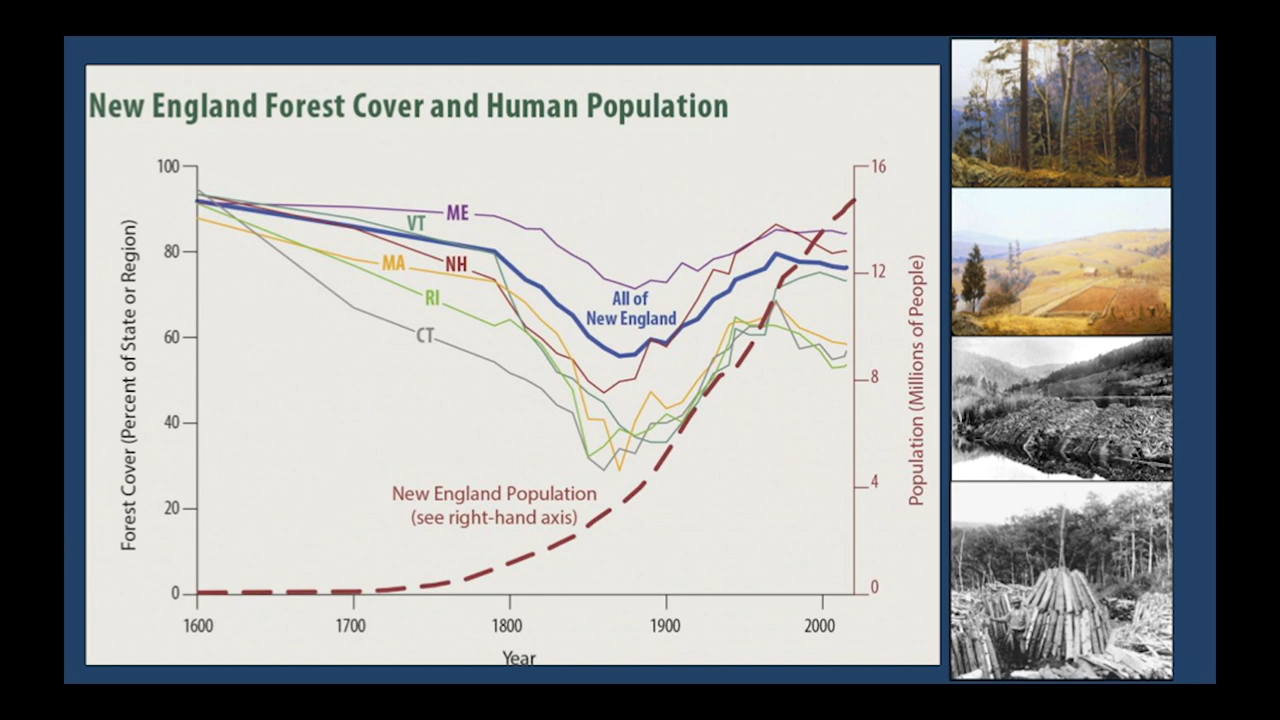 New England Forest Cover and Human Population
100
80
60
40
20
0
Forest Cover (Percent of State or Region)
ME
VT
MA
NH
RI
CT
All of
New England
New England Population
(see right-hand axis)
16
12
8
4
0
Population (Millions of People)
1600
1700
1800
1900
2000
Year